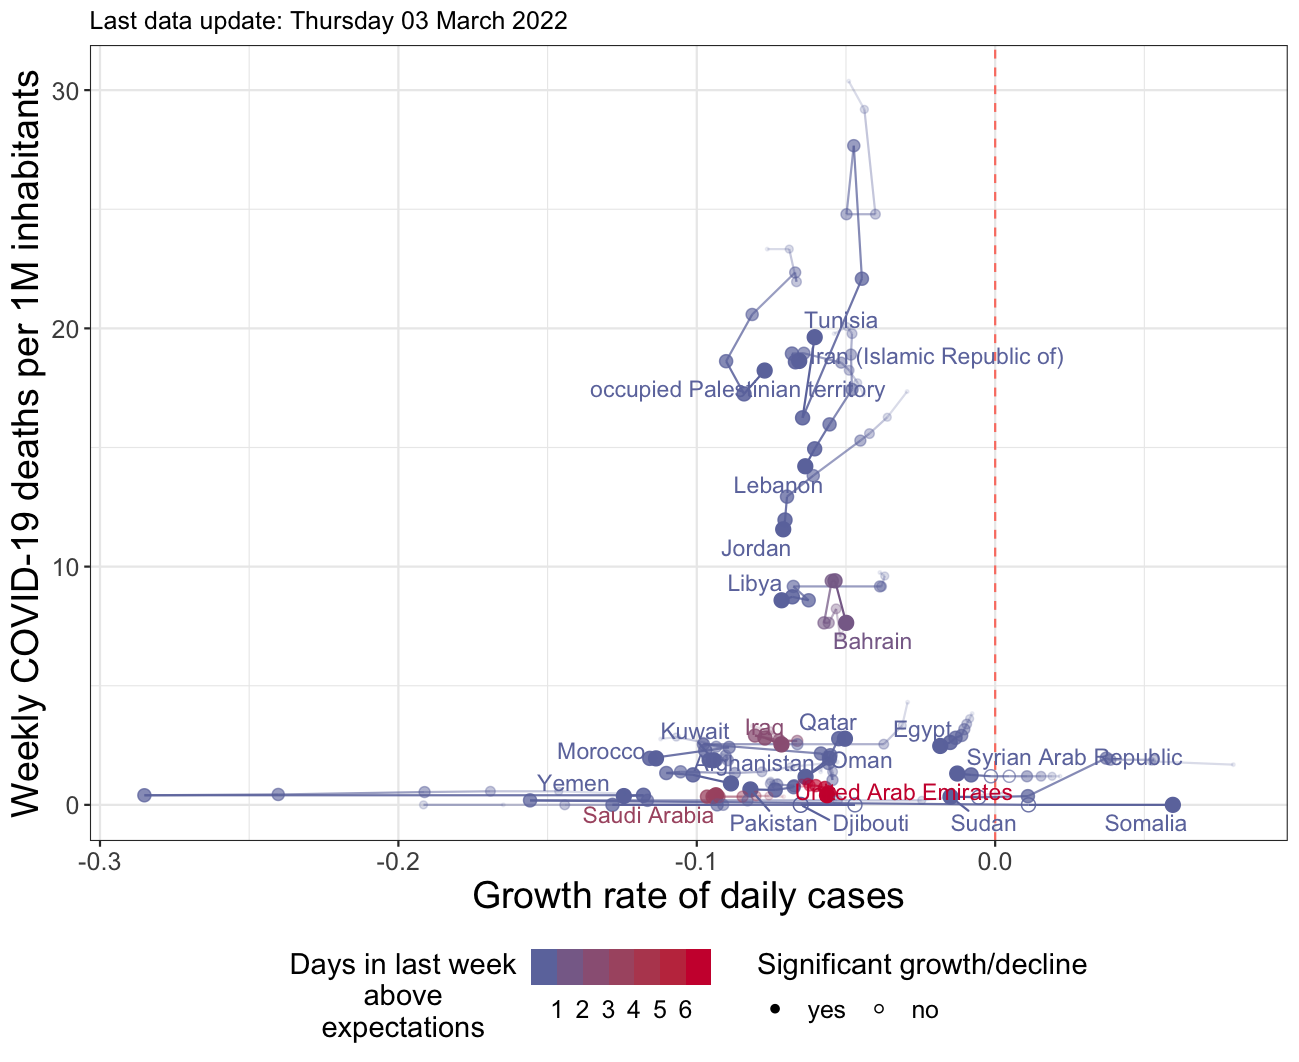 Last data update: Thursday 03 March 2022
Weekly COVID-19 deaths per 1M inhabitants
30
20
10
0
Tunisia
Iran (Islamic Republic of)
occupied Palestinian territory
Lebanon
Jordan
Libya
Bahrain
Qatar
Iraq
Egypt
Kuwait
Morocco
Syrian Arab Republic
Afghanistan
Oman
Yemen
United Arab Emirates
Saudi Arabia
Pakistan
Djibouti
Sudan
Somalia
-0.3
-0.2
-0.1
0.0
Growth rate of daily cases
Days in last week
above
expectations
1 2 3 4 5 6
Significant growth/decline
yes
no